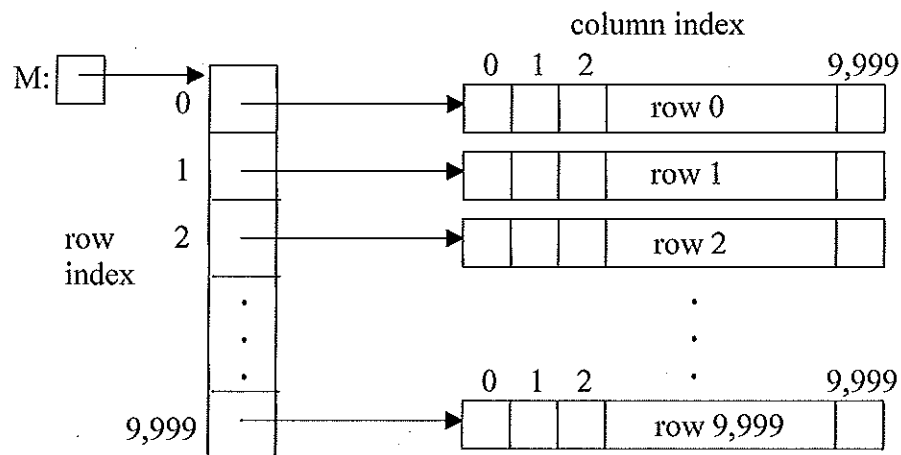 column index
M:
0 1 2 9,999
0 row 0
1 row 1
row index
2 row 2
0 1 2 9,999
9,999 row 9,999